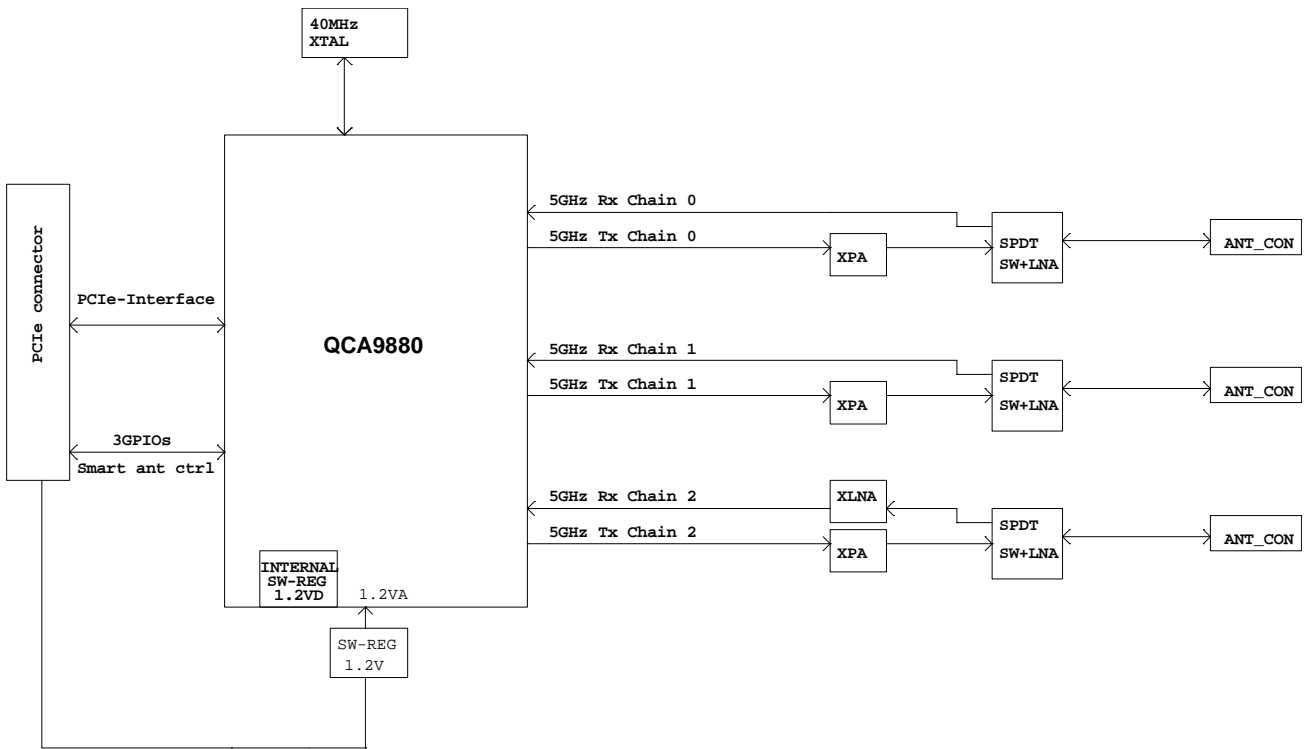 40MHz
XTAL
PCIe connector
PCIe-Interface
3GPIOs
Smart ant ctrl
QCA9880
INTERNAL
SW-REG
1.2VD
1.2VA
SW-REG
1.2V
5GHz Rx Chain 0
5GHz Tx Chain 0
XPA
SPDT
SW+LNA
ANT_CON
5GHz Rx Chain 1
5GHz Tx Chain 1
XPA
SPDT
SW+LNA
ANT_CON
5GHz Rx Chain 2
5GHz Tx Chain 2
XLNA
XPA
SPDT
SW+LNA
ANT_CON